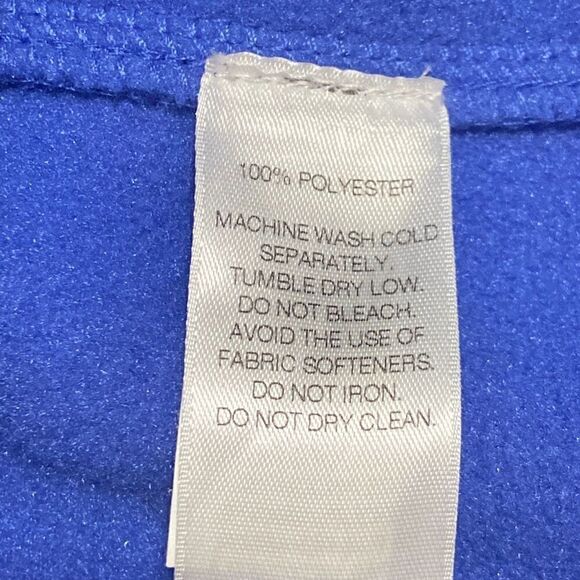 100% POLYESTER
MACHINE WASH COLD
SEPARATELY.
TUMBLE DRY LOW.
DO NOT BLEACH.
AVOID THE USE OF
FABRIC SOFTENERS.
DO NOT IRON.
DO NOT DRY CLEAN.